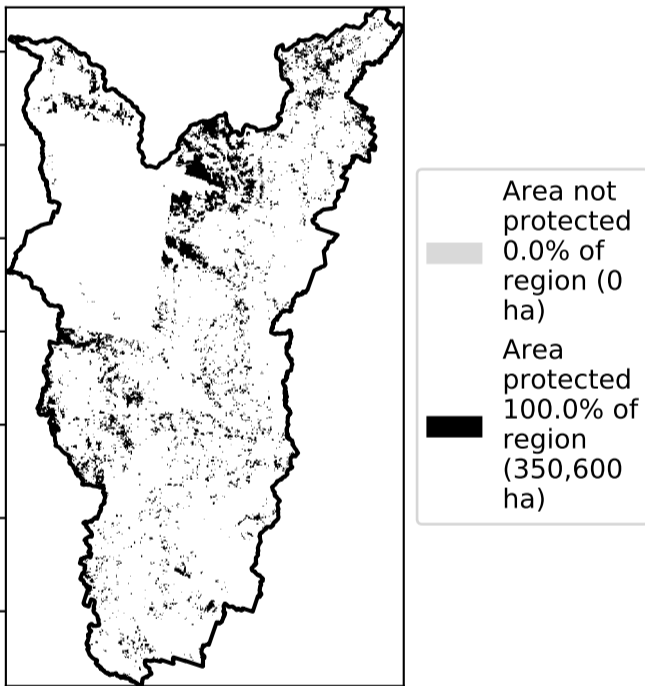 Area not
protected
0.0% of
region (0
ha)
Area
protected
100.0% of
region
(350,600
ha)